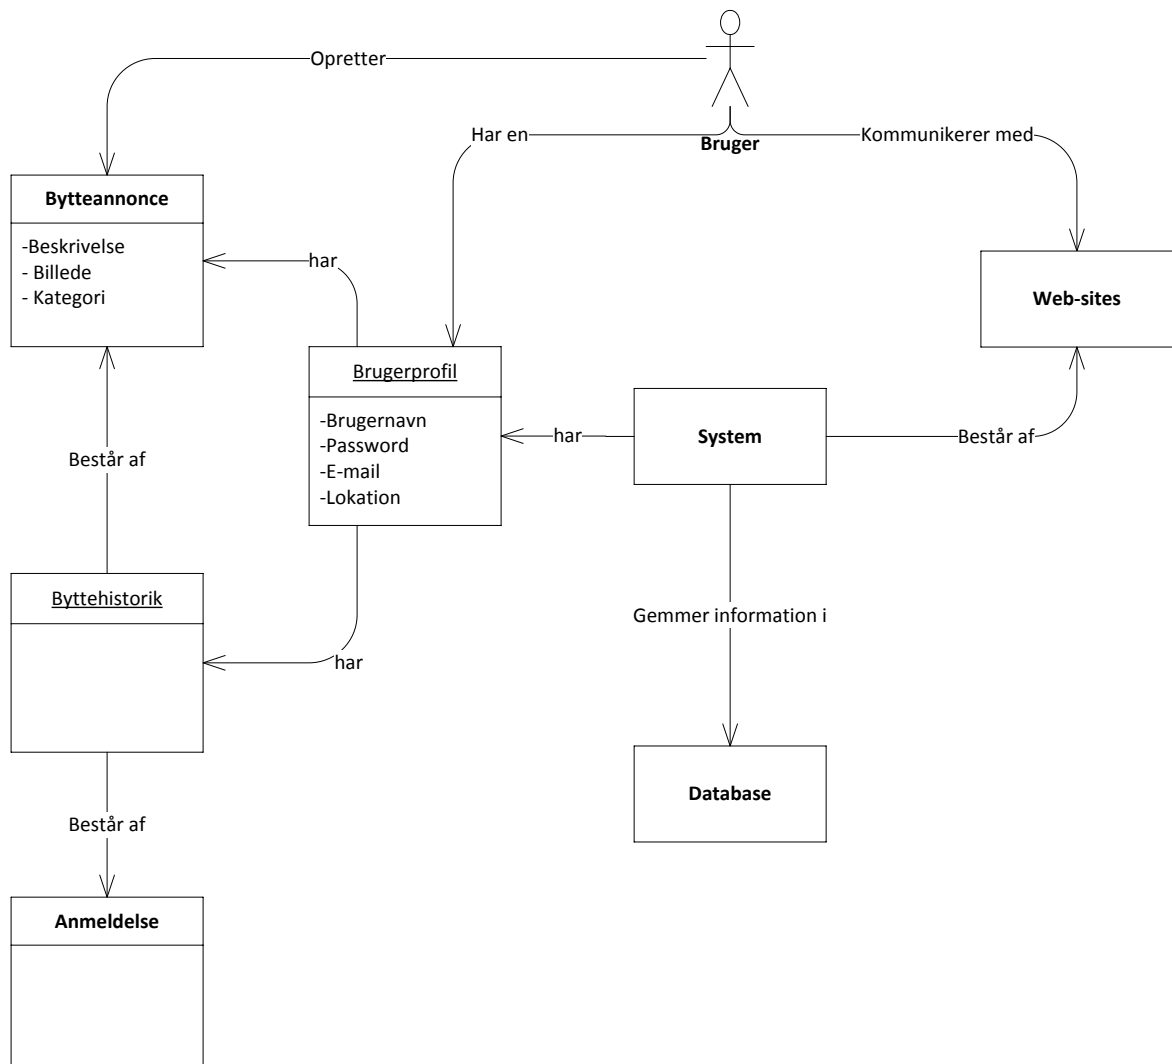 Opretter
Har en
Kommunikerer med
Bruger
Bytteannonce
-Beskrivelse
- Billede
- Kategori
har
Web-sites
Brugerprofil
-Brugernavn
-Password
-E-mail
-Lokation
har
System
Består af
Består af
Byttehistorik
Gemmer information i
har
Database
Består af
Anmeldelse